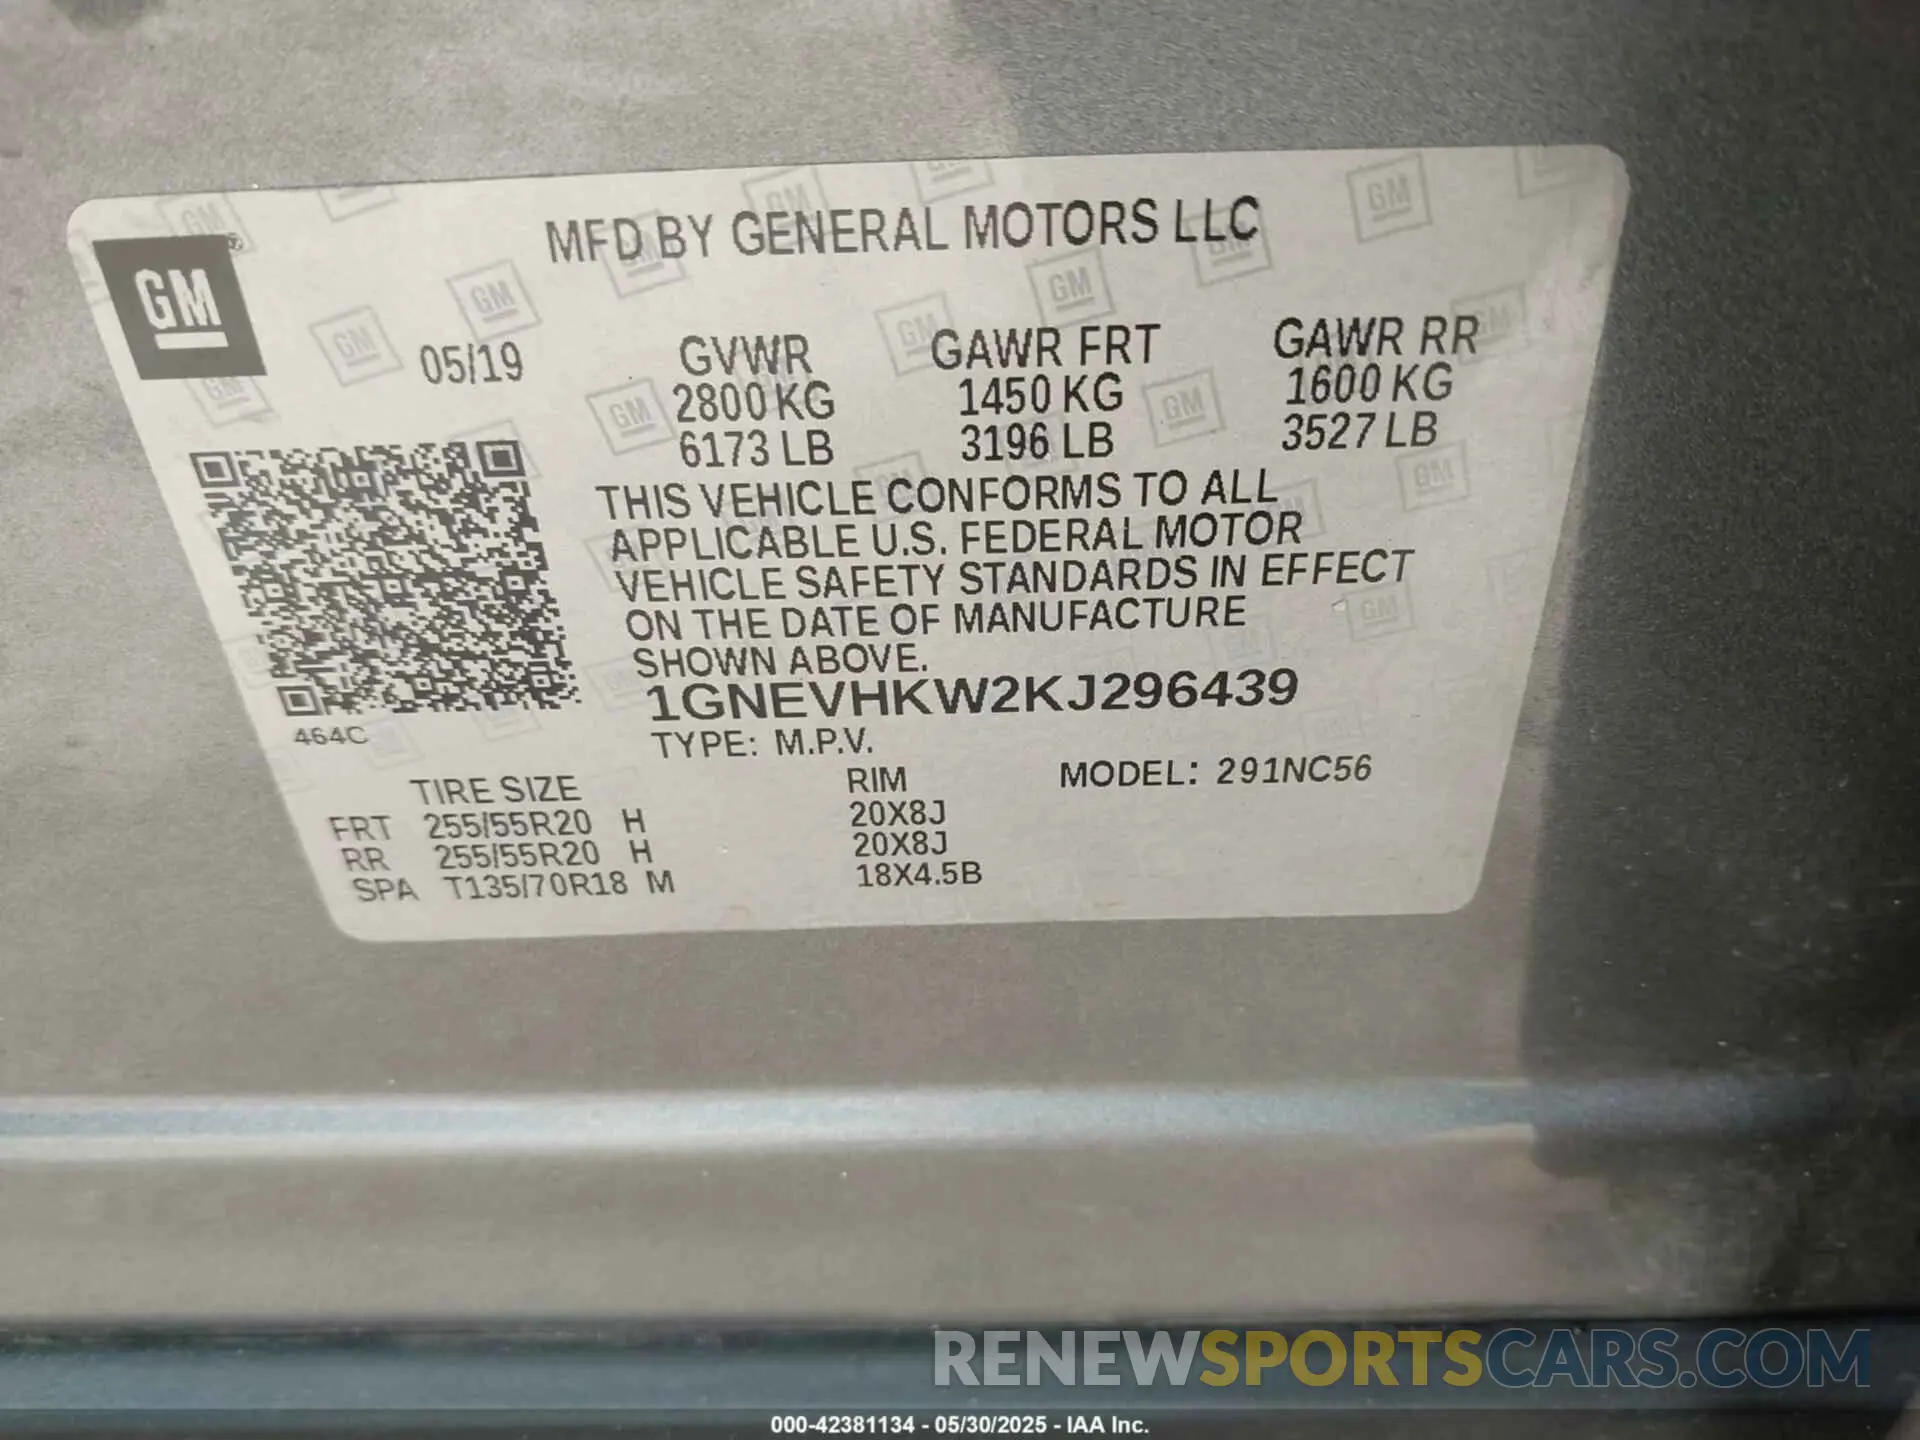 MFD BY GENERAL MOTORS LLC
GM
05/19
GVWR
2800 KG
6173 LB
GAWR FRT
1450 KG
3196 LB
GAWR RR
1600 KG
3527 LB
THIS VEHICLE CONFORMS TO ALL
APPLICABLE U.S. FEDERAL MOTOR
VEHICLE SAFETY STANDARDS IN EFFECT
ON THE DATE OF MANUFACTURE
SHOWN ABOVE.
1GNEVHKW2KJ296439
464C
TYPE: M.P.V.
MODEL: 291NC56
TIRE SIZE RIM
FRT 255/55R20 H 20X8J
RR 255/55R20 H 20X8J
SPA T135/70R18 M 18X4.5B
RENEWSPORTSCARS.COM
000-42381134 - 05/30/2025 - IAA Inc.